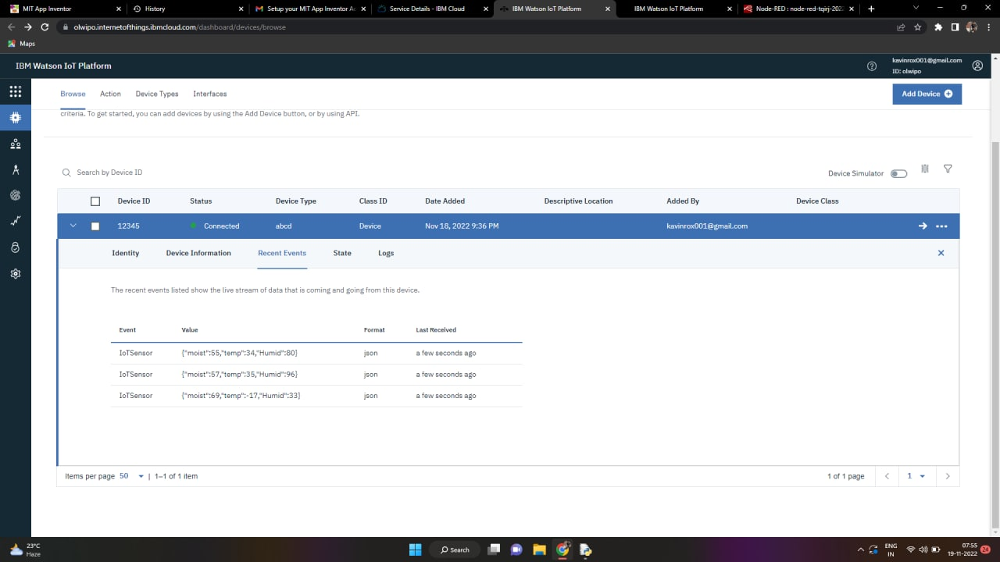 MIT App Inventor
History
Setup your MIT App Inventor Ac
Service Details - IBM Cloud
IBM Watson IoT Platform
IBM Watson IoT Platform
Node-RED : node-red-tqirj-2022
olwipo.internetofthings.ibmcloud.com/dashboard/devices/browse
Maps
IBM Watson IoT Platform
kavinrox001@gmail.com
ID: olwipo
Browse Action Device Types Interfaces
Add Device
criteria. To get started, you can add devices by using the Add Device button, or by using API.
Search by Device ID
Device Simulator
Device ID Status Device Type Class ID Date Added Descriptive Location Added By Device Class
12345 Connected abcd Device Nov 18, 2022 9:36 PM kavinrox001@gmail.com
Identity Device Information Recent Events State Logs
The recent events listed show the live stream of data that is coming and going from this device.
Event Value Format Last Received
IoTSensor {"moist":55,"temp":34,"Humid":80} json a few seconds ago
IoTSensor {"moist":57,"temp":35,"Humid":96} json a few seconds ago
IoTSensor {"moist":69,"temp":-17,"Humid":33} json a few seconds ago
Items per page 50 | 1–1 of 1 item
1 of 1 page 1
23°C
Haze
Search
ENG
IN
07:55
19-11-2022
24